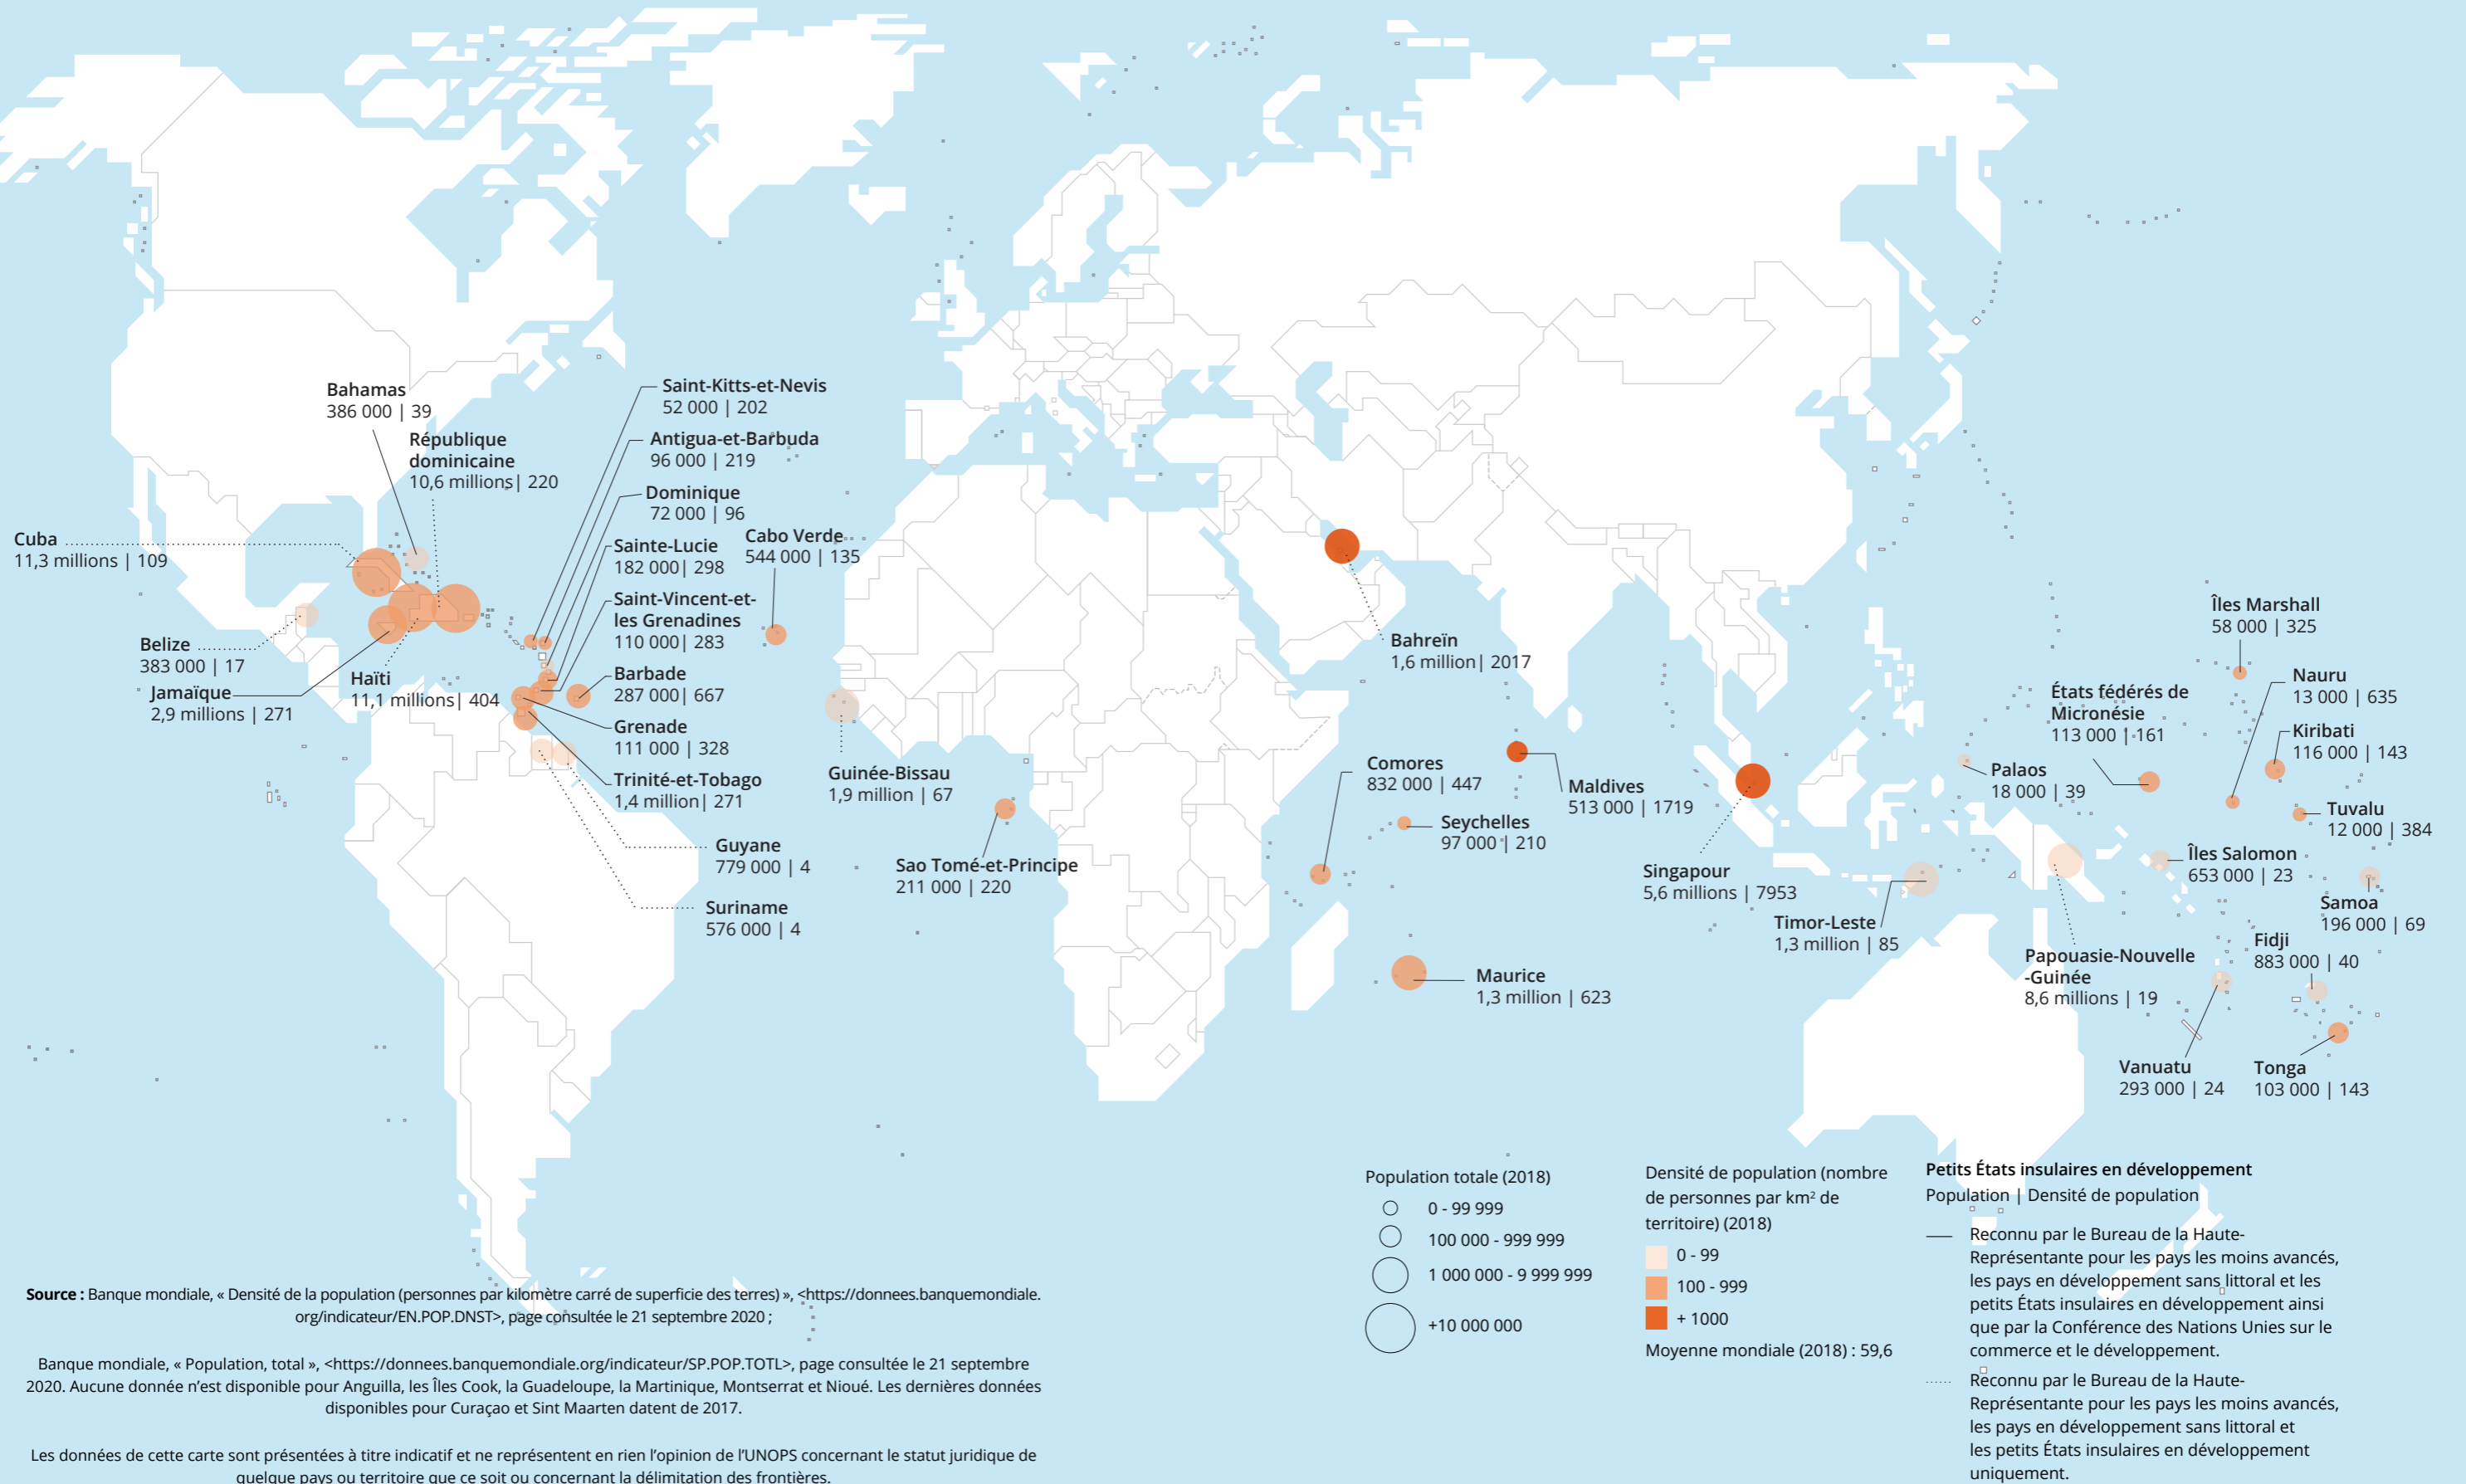 Bahamas
386 000 | 39
République
dominicaine
10,6 millions| 220
Cuba
11,3 millions | 109
Belize
383 000 | 17
Jamaïque
2,9 millions | 271
Haïti
11,1 millions| 404
Saint-Kitts-et-Nevis
52 000 | 202
Antigua-et-Barbuda
96 000 | 219
Dominique
72 000 | 96
Sainte-Lucie
182 000| 298
Saint-Vincent-et-
les Grenadines
110 000| 283
Barbade
287 000| 667
Grenade
111 000 | 328
Trinité-et-Tobago
1,4 million| 271
Guyane
779 000 | 4
Suriname
576 000 | 4
Cabo Verde
544 000 | 135
Guinée-Bissau
1,9 million | 67
Sao Tomé-et-Principe
211 000 | 220
Bahreïn
1,6 million| 2017
Comores
832 000 | 447
Seychelles
97 000 | 210
Maldives
513 000 | 1719
Maurice
1,3 million | 623
Singapour
5,6 millions | 7953
Timor-Leste
1,3 million | 85
Îles Marshall
58 000 | 325
Nauru
13 000 | 635
États fédérés de
Micronésie
113 000 | 161
Kiribati
116 000 | 143
Palaos
18 000 | 39
Tuvalu
12 000 | 384
Îles Salomon
653 000 | 23
Samoa
196 000 | 69
Fidji
883 000 | 40
Papouasie-Nouvelle
-Guinée
8,6 millions | 19
Vanuatu
293 000 | 24
Tonga
103 000 | 143
Population totale (2018)
0 - 99 999
100 000 - 999 999
1 000 000 - 9 999 999
+10 000 000
Densité de population (nombre
de personnes par km² de
territoire) (2018)
0 - 99
100 - 999
+ 1000
Moyenne mondiale (2018) : 59,6
Petits États insulaires en développement
Population | Densité de population
Reconnu par le Bureau de la Haute-
Représentante pour les pays les moins avancés,
les pays en développement sans littoral et les
petits États insulaires en développement ainsi
que par la Conférence des Nations Unies sur le
commerce et le développement.
Reconnu par le Bureau de la Haute-
Représentante pour les pays les moins avancés,
les pays en développement sans littoral et
les petits États insulaires en développement
uniquement.
Source : Banque mondiale, « Densité de la population (personnes par kilomètre carré de superficie des terres) », <https://donnees.banquemondiale.
org/indicateur/EN.POP.DNST>, page consultée le 21 septembre 2020 ;
Banque mondiale, « Population, total », <https://donnees.banquemondiale.org/indicateur/SP.POP.TOTL>, page consultée le 21 septembre
2020. Aucune donnée n’est disponible pour Anguilla, les Îles Cook, la Guadeloupe, la Martinique, Montserrat et Nioué. Les dernières données
disponibles pour Curaçao et Sint Maarten datent de 2017.
Les données de cette carte sont présentées à titre indicatif et ne représentent en rien l’opinion de l’UNOPS concernant le statut juridique de
quelque pays ou territoire que ce soit ou concernant la délimitation des frontières.